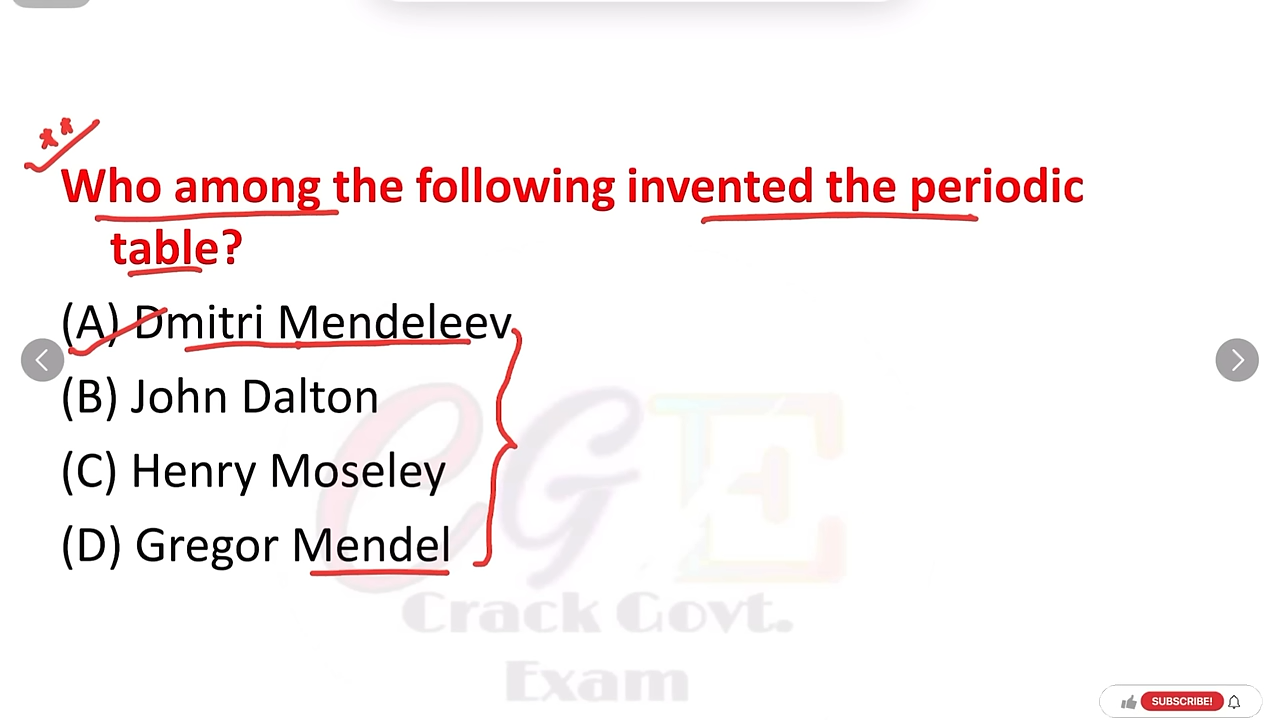 Who among the following invented the periodic
table?
(A) Dmitri Mendeleev
(B) John Dalton
(C) Henry Moseley
(D) Gregor Mendel
CGE
Crack Govt.
Exam
SUBSCRIBE!